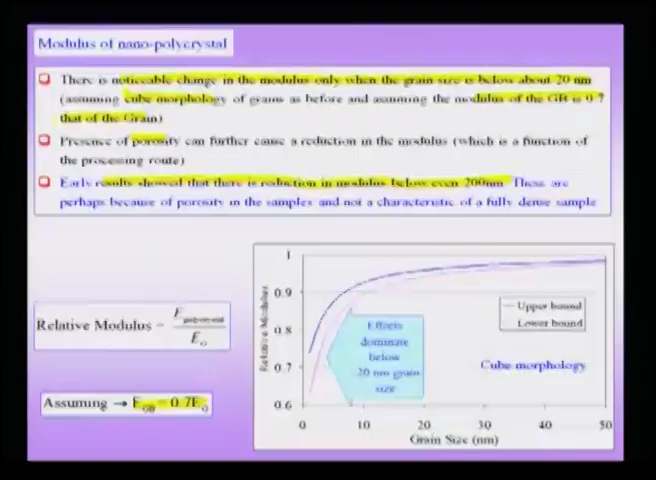 Modulus of nano-polycrystal
There is noticeable change in the modulus only when the grain size is below about 20 nm
(assuming cube morphology of grains as before and assuming the modulus of the GB is 0.7
that of the Grain)
Presence of porosity can further cause a reduction in the modulus (which is a function of
the processing route)
Early results showed that there is reduction in modulus below even 200nm These are
perhaps because of porosity in the samples and not a characteristic of a fully dense sample
Relative Modulus = E polycrystal / E G
Assuming → E GB = 0.7E G
Relative Modulus
1
0.9
0.8
0.7
0.6
Effects
dominate
below
20 nm grain
size
Upper bound
Lower bound
Cube morphology
0 10 20 30 40 50
Grain Size (nm)